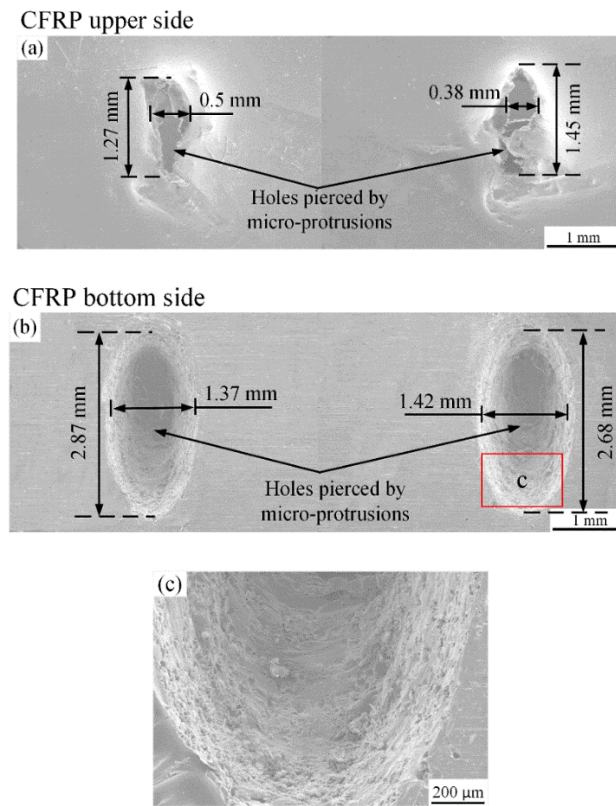 CFRP upper side
(a)
1.27 mm
0.5 mm
0.38 mm
1.45 mm
Holes pierced by
micro-protrusions
1 mm
CFRP bottom side
(b)
2.87 mm
1.37 mm
1.42 mm
2.68 mm
Holes pierced by
micro-protrusions
c
1 mm
(c)
200 μm